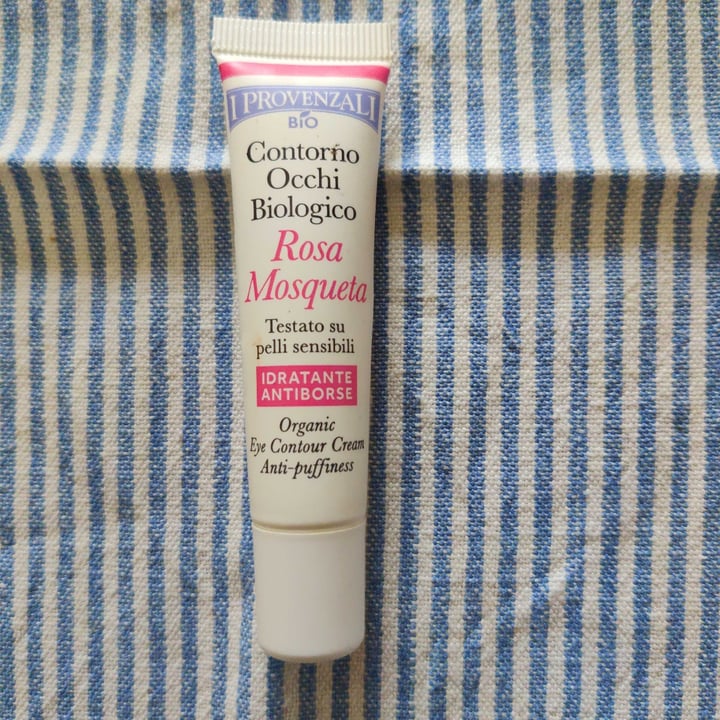 I PROVENZALI
BIO
Contorno
Occhi
Biologico
Rosa
Mosqueta
Testato su
pelli sensibili
IDRATANTE
ANTIBORSE
Organic
Eye Contour Cream
Anti-puffiness